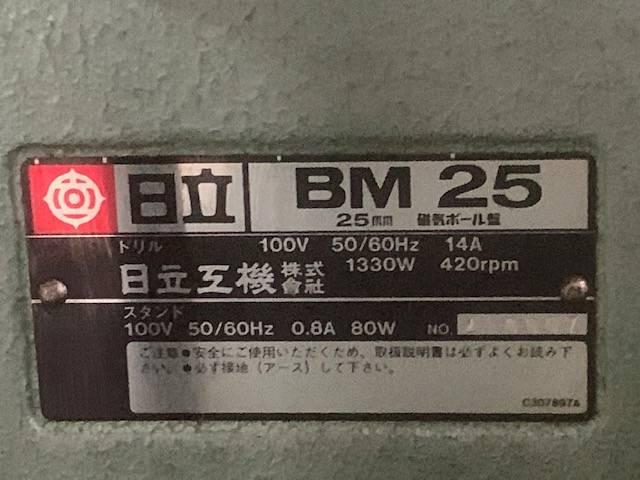 日立
BM 25
25mm 磁気ボール盤
ドリル 100V 50/60Hz 14A
日立工機株式會社 1330W 420rpm
スタンド
100V 50/60Hz 0.8A 80W NO.
ご注意●安全にご使用いただくため、取扱説明書は必ずよくお読み下
さい。●必ず接地（アース）して下さい。
C307897A